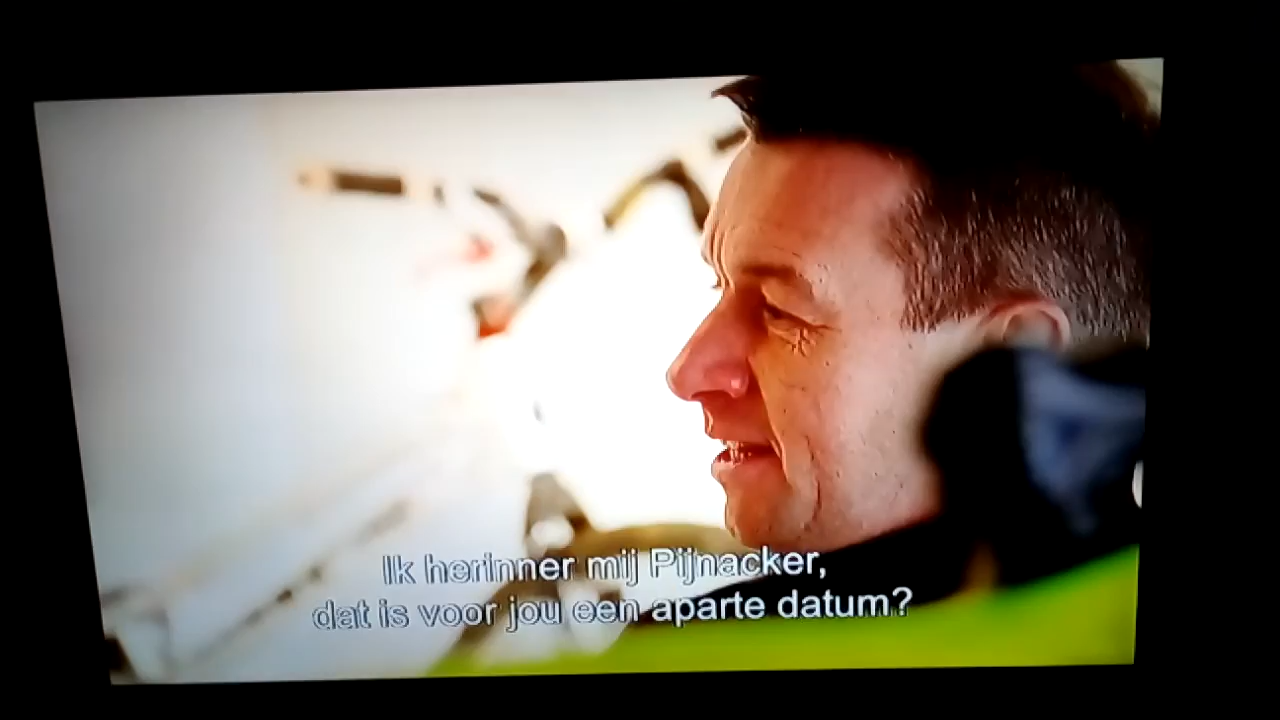 Ik herinner mij Pijnacker,
dat is voor jou een aparte datum?